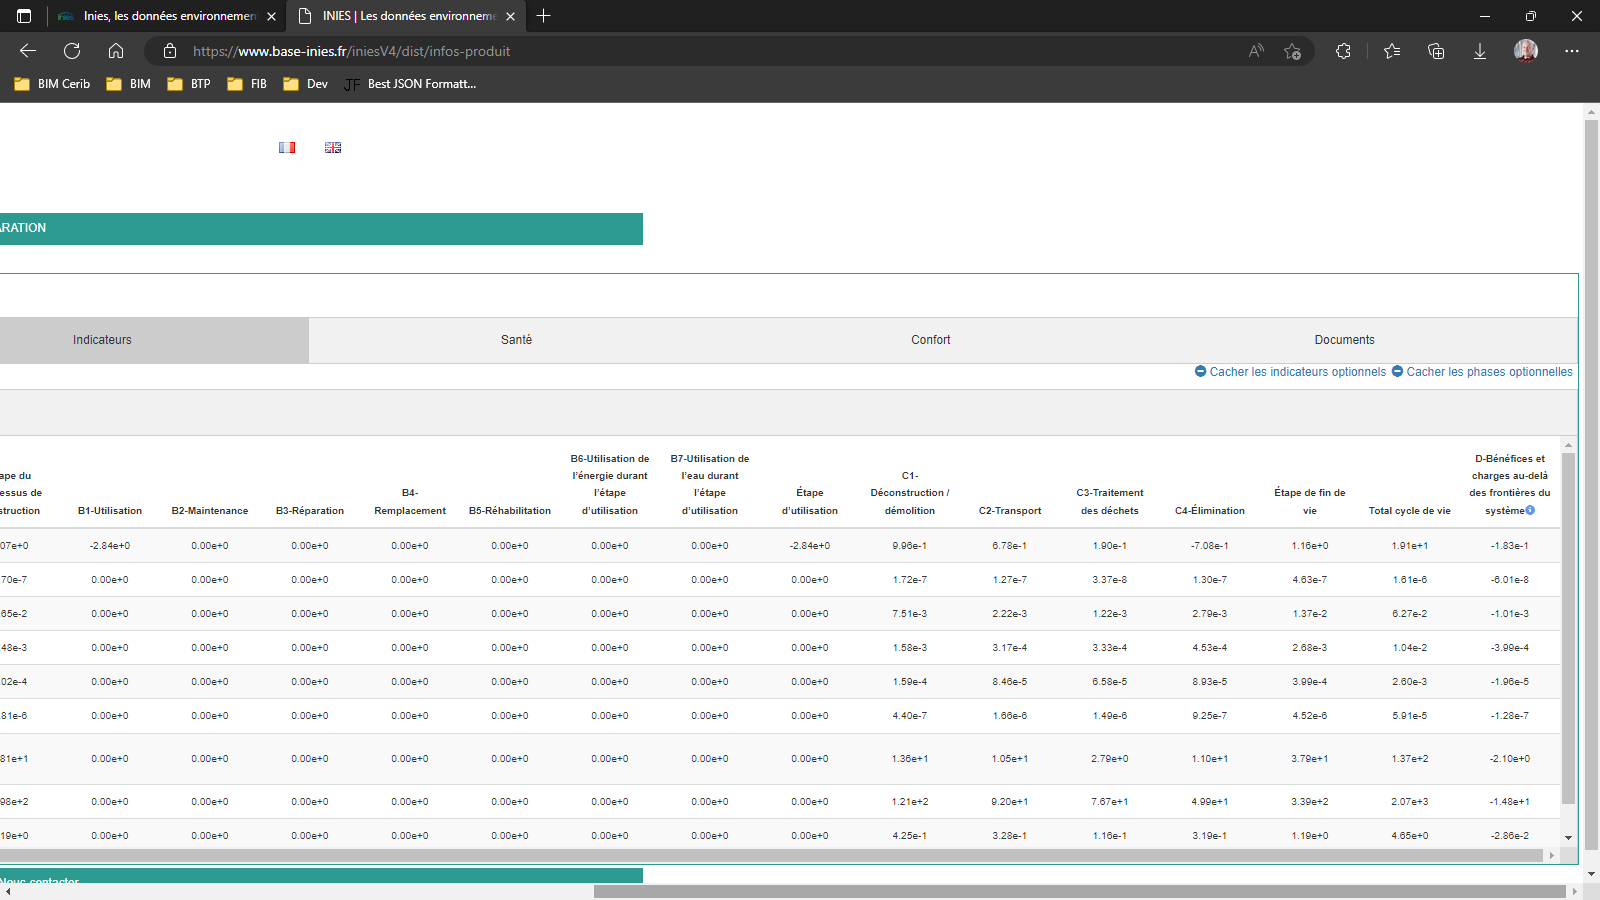 Inies, les données environnement
INIES | Les données environneme
https://www.base-inies.fr/iniesV4/dist/infos-produit
BIM Cerib BIM BTP FIB Dev JF Best JSON Formatt...
ARATION
Indicateurs Santé Confort Documents
Cacher les indicateurs optionnels Cacher les phases optionnelles
ape du
essus de
struction
B1-Utilisation
B2-Maintenance
B3-Réparation
B4-
Remplacement
B5-Réhabilitation
B6-Utilisation de
l'énergie durant
l'étape
d'utilisation
B7-Utilisation de
l'eau durant
l'étape
d'utilisation
Étape
d'utilisation
C1-
Déconstruction /
démolition
C2-Transport
C3-Traitement
des déchets
C4-Élimination
Étape de fin de
vie
Total cycle de vie
D-Bénéfices et
charges au-delà
des frontières du
système
07e+0 -2.84e+0 0.00e+0 0.00e+0 0.00e+0 0.00e+0 0.00e+0 0.00e+0 -2.84e+0 9.96e-1 6.78e-1 1.90e-1 -7.08e-1 1.16e+0 1.91e+1 -1.83e-1
.70e-7 0.00e+0 0.00e+0 0.00e+0 0.00e+0 0.00e+0 0.00e+0 0.00e+0 0.00e+0 1.72e-7 1.27e-7 3.37e-8 1.30e-7 4.63e-7 1.61e-6 -6.01e-8
.65e-2 0.00e+0 0.00e+0 0.00e+0 0.00e+0 0.00e+0 0.00e+0 0.00e+0 0.00e+0 7.51e-3 2.22e-3 1.22e-3 2.79e-3 1.37e-2 6.27e-2 -1.01e-3
.48e-3 0.00e+0 0.00e+0 0.00e+0 0.00e+0 0.00e+0 0.00e+0 0.00e+0 0.00e+0 1.58e-3 3.17e-4 3.33e-4 4.53e-4 2.68e-3 1.04e-2 -3.99e-4
.02e-4 0.00e+0 0.00e+0 0.00e+0 0.00e+0 0.00e+0 0.00e+0 0.00e+0 0.00e+0 1.59e-4 8.46e-5 6.58e-5 8.93e-5 3.99e-4 2.60e-3 -1.96e-5
.81e-6 0.00e+0 0.00e+0 0.00e+0 0.00e+0 0.00e+0 0.00e+0 0.00e+0 0.00e+0 4.40e-7 1.66e-6 1.49e-6 9.25e-7 4.52e-6 5.91e-5 -1.28e-7
81e+1 0.00e+0 0.00e+0 0.00e+0 0.00e+0 0.00e+0 0.00e+0 0.00e+0 0.00e+0 1.36e+1 1.05e+1 2.79e+0 1.10e+1 3.79e+1 1.37e+2 -2.10e+0
98e+2 0.00e+0 0.00e+0 0.00e+0 0.00e+0 0.00e+0 0.00e+0 0.00e+0 0.00e+0 1.21e+2 9.20e+1 7.67e+1 4.99e+1 3.39e+2 2.07e+3 -1.48e+1
19e+0 0.00e+0 0.00e+0 0.00e+0 0.00e+0 0.00e+0 0.00e+0 0.00e+0 0.00e+0 4.25e-1 3.28e-1 1.16e-1 3.19e-1 1.19e+0 4.65e+0 -2.86e-2
Nous contacter